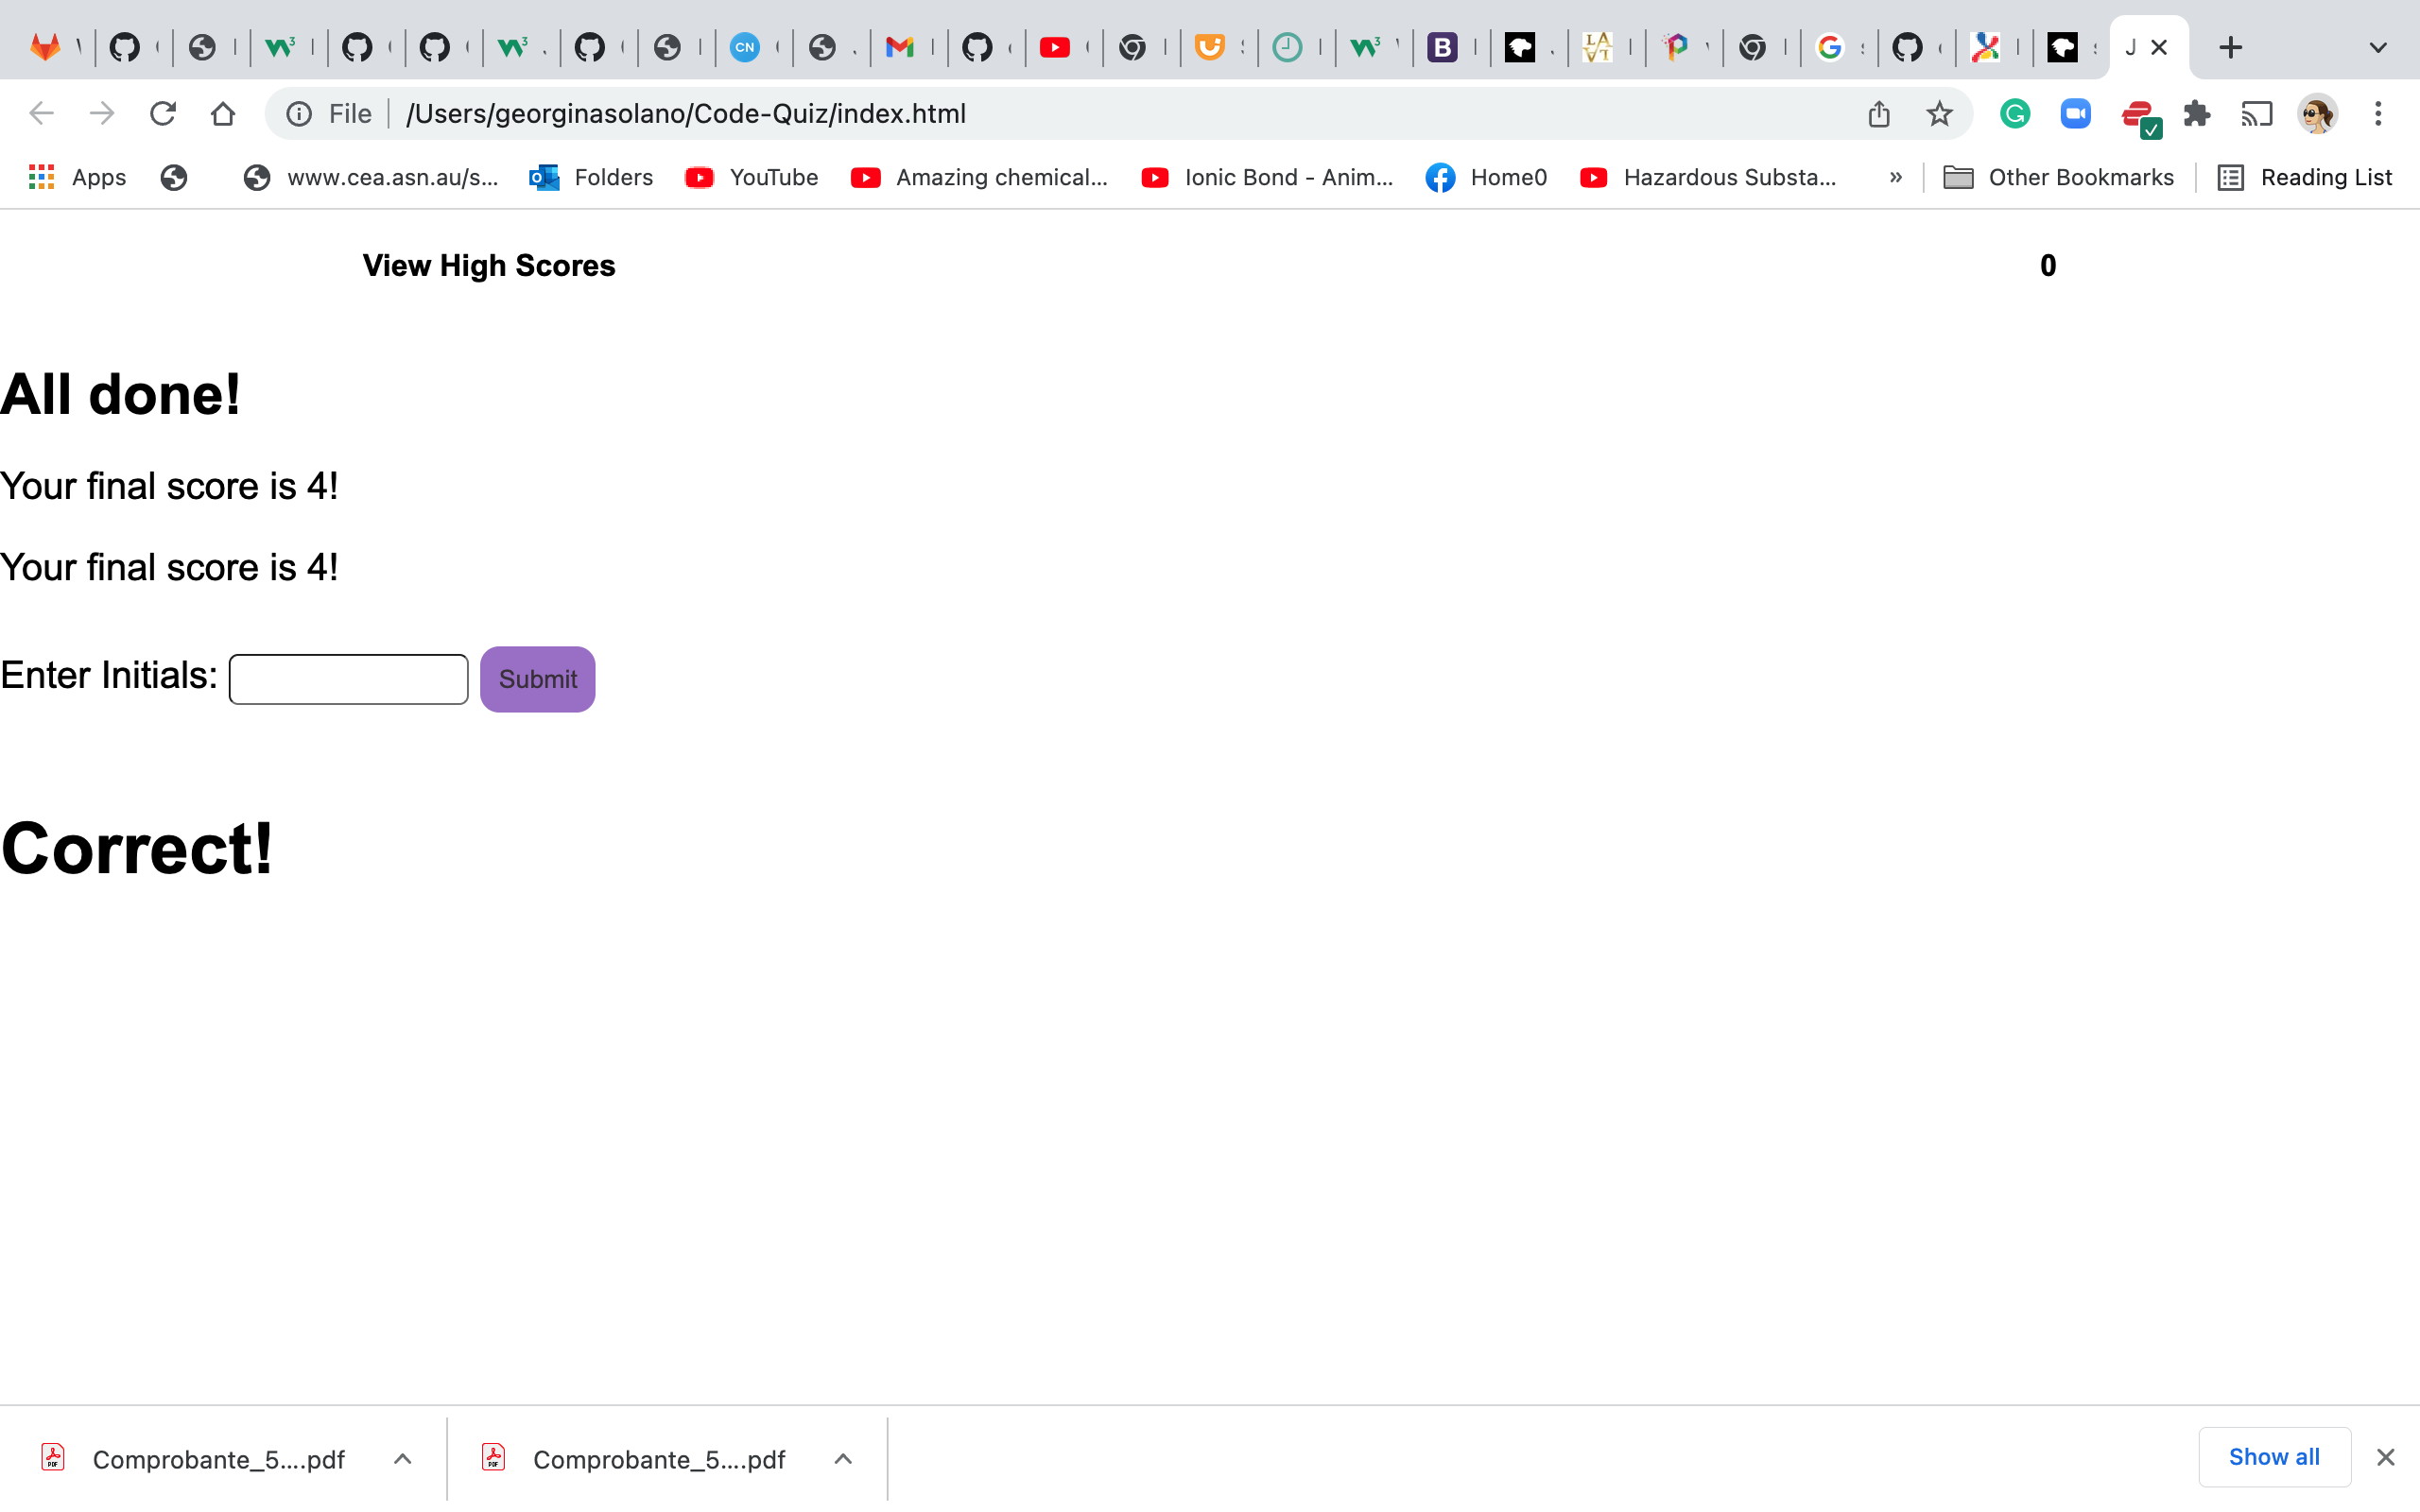 J
File /Users/georginasolano/Code-Quiz/index.html
Apps www.cea.asn.au/s... Folders YouTube Amazing chemical... Ionic Bond - Anim... Home0 Hazardous Substa... » Other Bookmarks Reading List
View High Scores 0
All done!
Your final score is 4!
Your final score is 4!
Enter Initials: Submit
Correct!
Comprobante_5....pdf Comprobante_5....pdf Show all